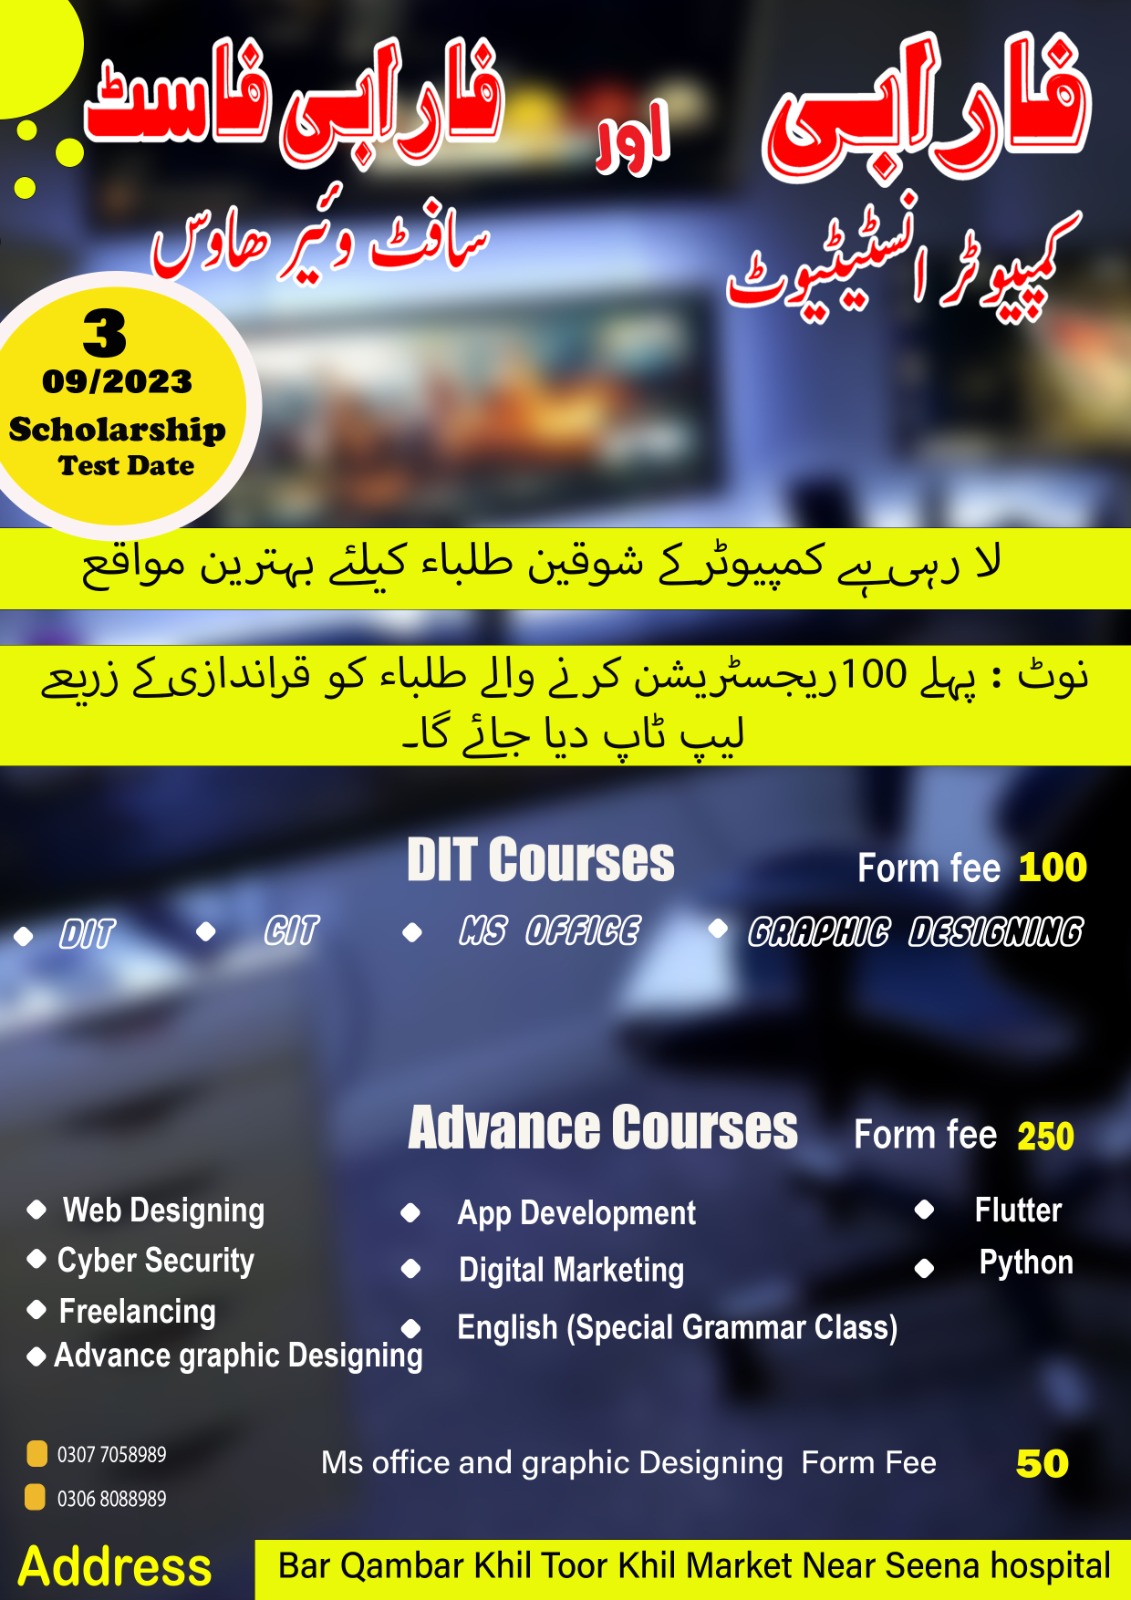 فارابی اور فارابی فاسٹ
کمپیوٹر انسٹیٹیوٹ
سافٹ وئیر ھاوس
3
09/2023
Scholarship
Test Date
لا رہی ہے کمپیوٹر کے شوقین طلباء کیلئے بہترین مواقع
نوٹ : پہلے 100ریجسٹریشن کر نے والے طلباء کو قراندازی کے زریعے
لیپ ٹاپ دیا جائے گا۔
DIT Courses Form fee 100
DIT CIT MS OFFICE GRAPHIC DESIGNING
Advance Courses Form fee 250
Web Designing
Cyber Security
Freelancing
Advance graphic Designing
App Development
Digital Marketing
English (Special Grammar Class)
Flutter
Python
0307 7058989
0306 8088989
Ms office and graphic Designing Form Fee 50
Address Bar Qambar Khil Toor Khil Market Near Seena hospital